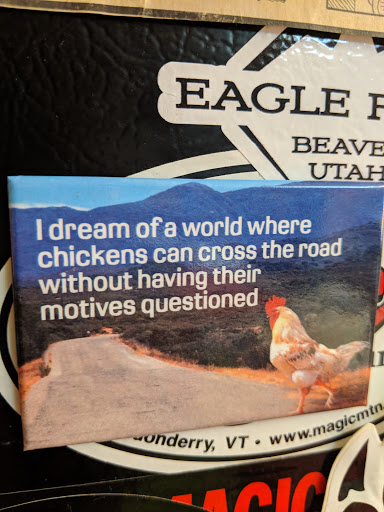 EAGLE
BEAVE
UTAH
I dream of a world where
chickens can cross the road
without having their
motives questioned
onderry, VT • www.magicmtn.
MAGIC